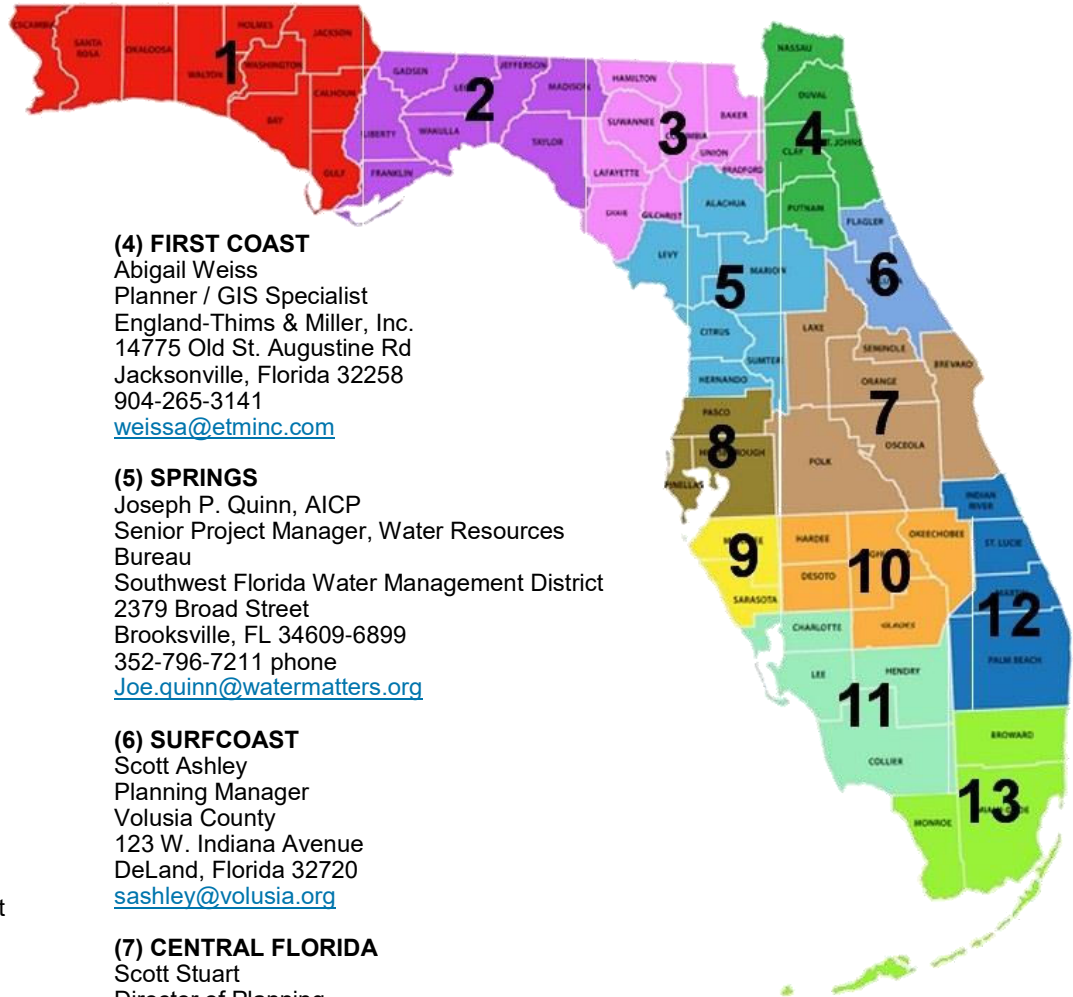 ESCAMBIA
SANTA
ROSA
OKALOOSA
WALTON
HOLMES
WASHINGTON
JACKSON
CALHOUN
BAY
GULF
1
GADSEN
LIBERTY
FRANKLIN
WAKULLA
JEFFERSON
MADISON
TAYLOR
2
HAMILTON
SUWANNEE
LAFAYETTE
GILCHRIST
UNION
BAKER
BRADFORD
3
NASSAU
DUVAL
CLAY
ST. JOHNS
PUTNAM
4
ALACHUA
LEVY
MARION
CITRUS
SUMTER
HERNANDO
5
FLAGLER
6
LAKE
SEMINOLE
ORANGE
BREVARD
OSCEOLA
POLK
7
PASCO
PINELLAS
8
SARASOTA
9
HARDEE
DESOTO
OKEECHOBEE
GLADES
10
CHARLOTTE
LEE
HENDRY
COLLIER
11
INDIAN
RIVER
ST. LUCIE
PALM BEACH
12
BROWARD
MONROE
13
(4) FIRST COAST
Abigail Weiss
Planner / GIS Specialist
England-Thims & Miller, Inc.
14775 Old St. Augustine Rd
Jacksonville, Florida 32258
904-265-3141
weissa@etminc.com
(5) SPRINGS
Joseph P. Quinn, AICP
Senior Project Manager, Water Resources
Bureau
Southwest Florida Water Management District
2379 Broad Street
Brooksville, FL 34609-6899
352-796-7211 phone
Joe.quinn@watermatters.org
(6) SURFCOAST
Scott Ashley
Planning Manager
Volusia County
123 W. Indiana Avenue
DeLand, Florida 32720
sashley@volusia.org
(7) CENTRAL FLORIDA
Scott Stuart
Director of Planning